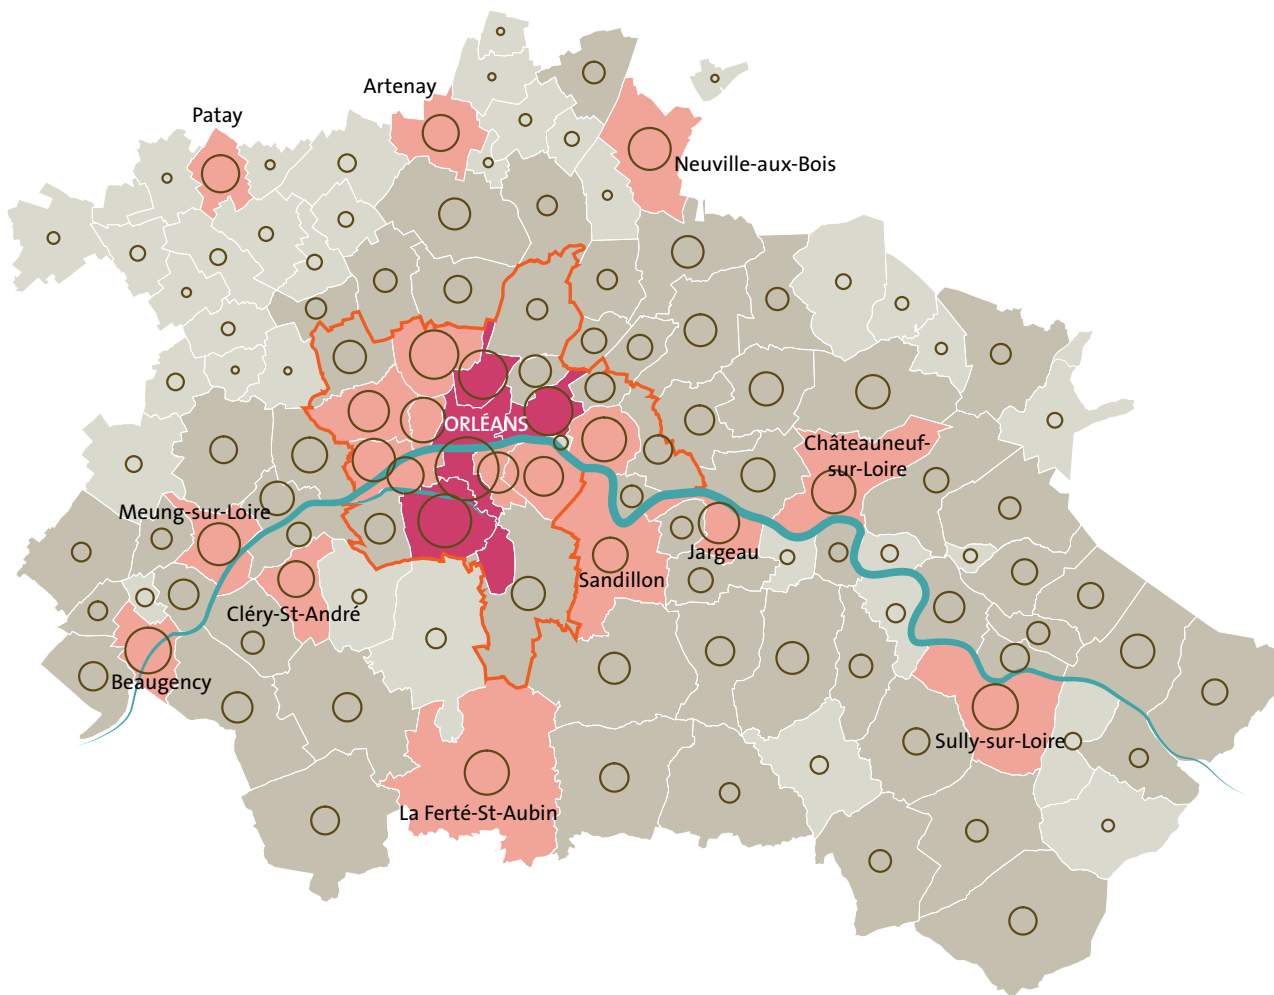 Artenay
Patay
Neuville-aux-Bois
ORLÉANS
Châteauneuf-
sur-Loire
Meung-sur-Loire
Jargeau
Sandillon
Cléry-St-André
Beaugency
Sully-sur-Loire
La Ferté-St-Aubin